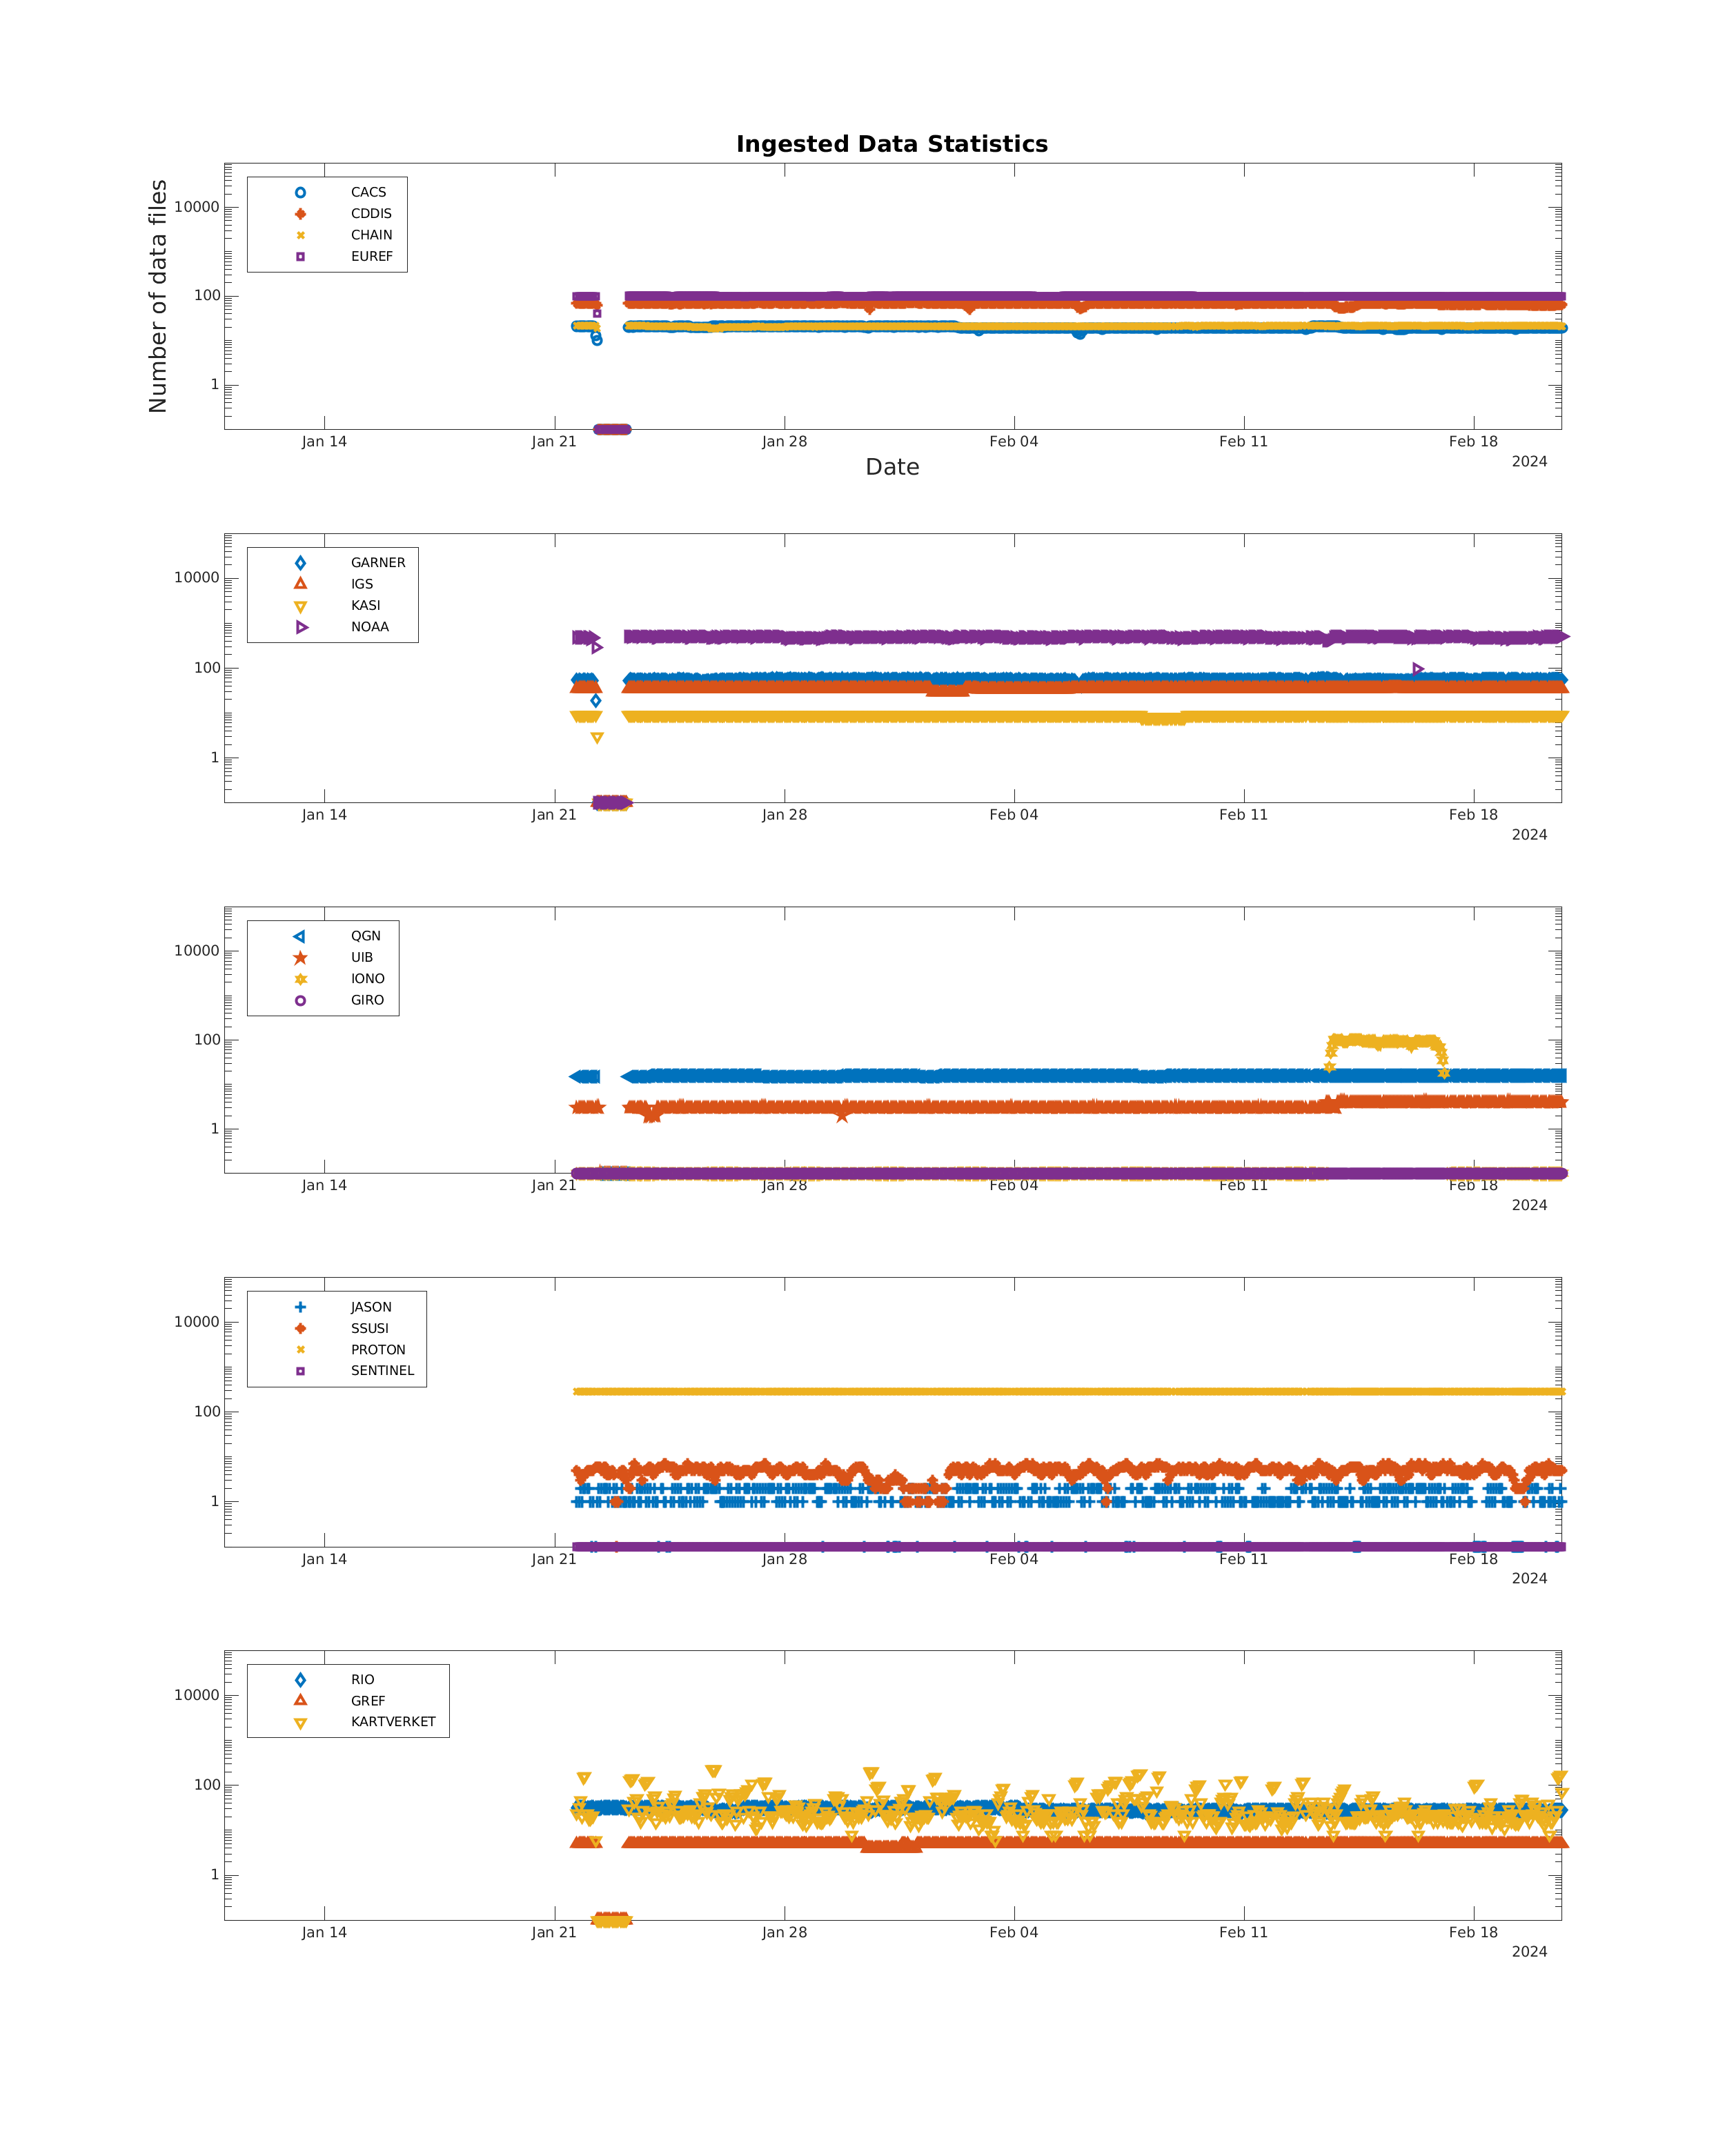 Ingested Data Statistics
Number of data files
10000
100
1
CACS
CDDIS
CHAIN
EUREF
Jan 14 Jan 21 Jan 28 Feb 04 Feb 11 Feb 18
2024
Date
10000
100
1
GARNER
IGS
KASI
NOAA
Jan 14 Jan 21 Jan 28 Feb 04 Feb 11 Feb 18
2024
10000
100
1
QGN
UIB
IONO
GIRO
Jan 14 Jan 21 Jan 28 Feb 04 Feb 11 Feb 18
2024
10000
100
1
JASON
SSUSI
PROTON
SENTINEL
Jan 14 Jan 21 Jan 28 Feb 04 Feb 11 Feb 18
2024
10000
100
1
RIO
GREF
KARTVERKET
Jan 14 Jan 21 Jan 28 Feb 04 Feb 11 Feb 18
2024